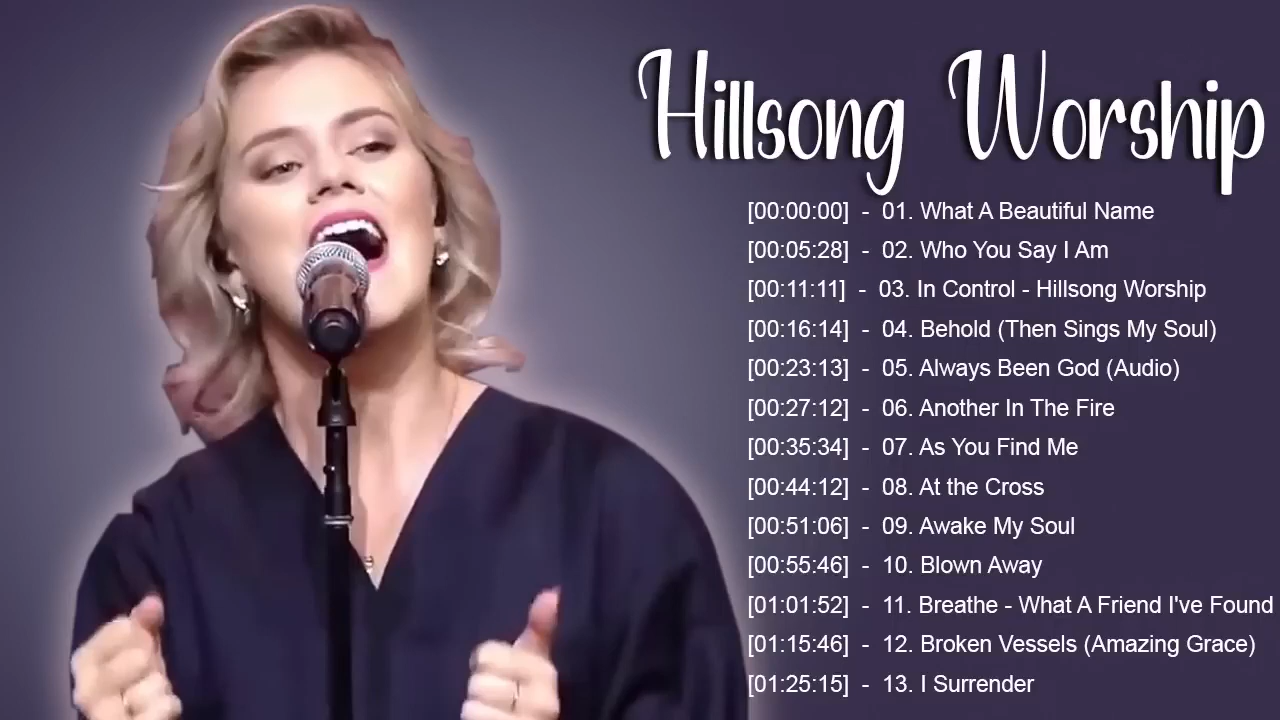 Hillsong Worship
[00:00:00] - 01. What A Beautiful Name
[00:05:28] - 02. Who You Say I Am
[00:11:11] - 03. In Control - Hillsong Worship
[00:16:14] - 04. Behold (Then Sings My Soul)
[00:23:13] - 05. Always Been God (Audio)
[00:27:12] - 06. Another In The Fire
[00:35:34] - 07. As You Find Me
[00:44:12] - 08. At the Cross
[00:51:06] - 09. Awake My Soul
[00:55:46] - 10. Blown Away
[01:01:52] - 11. Breathe - What A Friend I've Found
[01:15:46] - 12. Broken Vessels (Amazing Grace)
[01:25:15] - 13. I Surrender